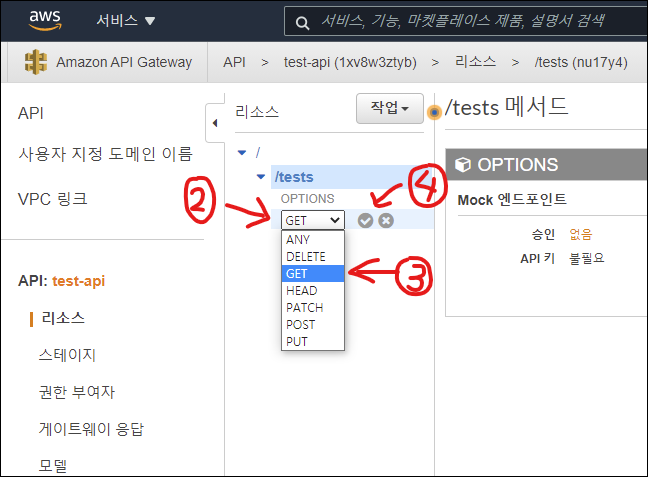 aws 서비스 ▼ 서비스, 기능, 마켓플레이스 제품, 설명서 검색
Amazon API Gateway API > test-api (1xv8w3ztyb) > 리소스 > /tests (nu17y4)
API
사용자 지정 도메인 이름
VPC 링크
API: test-api
리소스
스테이지
권한 부여자
게이트웨이 응답
모델
리소스 작업
/
/tests
OPTIONS
② GET ④
ANY
DELETE
GET ③
HEAD
PATCH
POST
PUT
/tests 메서드
OPTIONS
Mock 엔드포인트
승인 없음
API 키 불필요